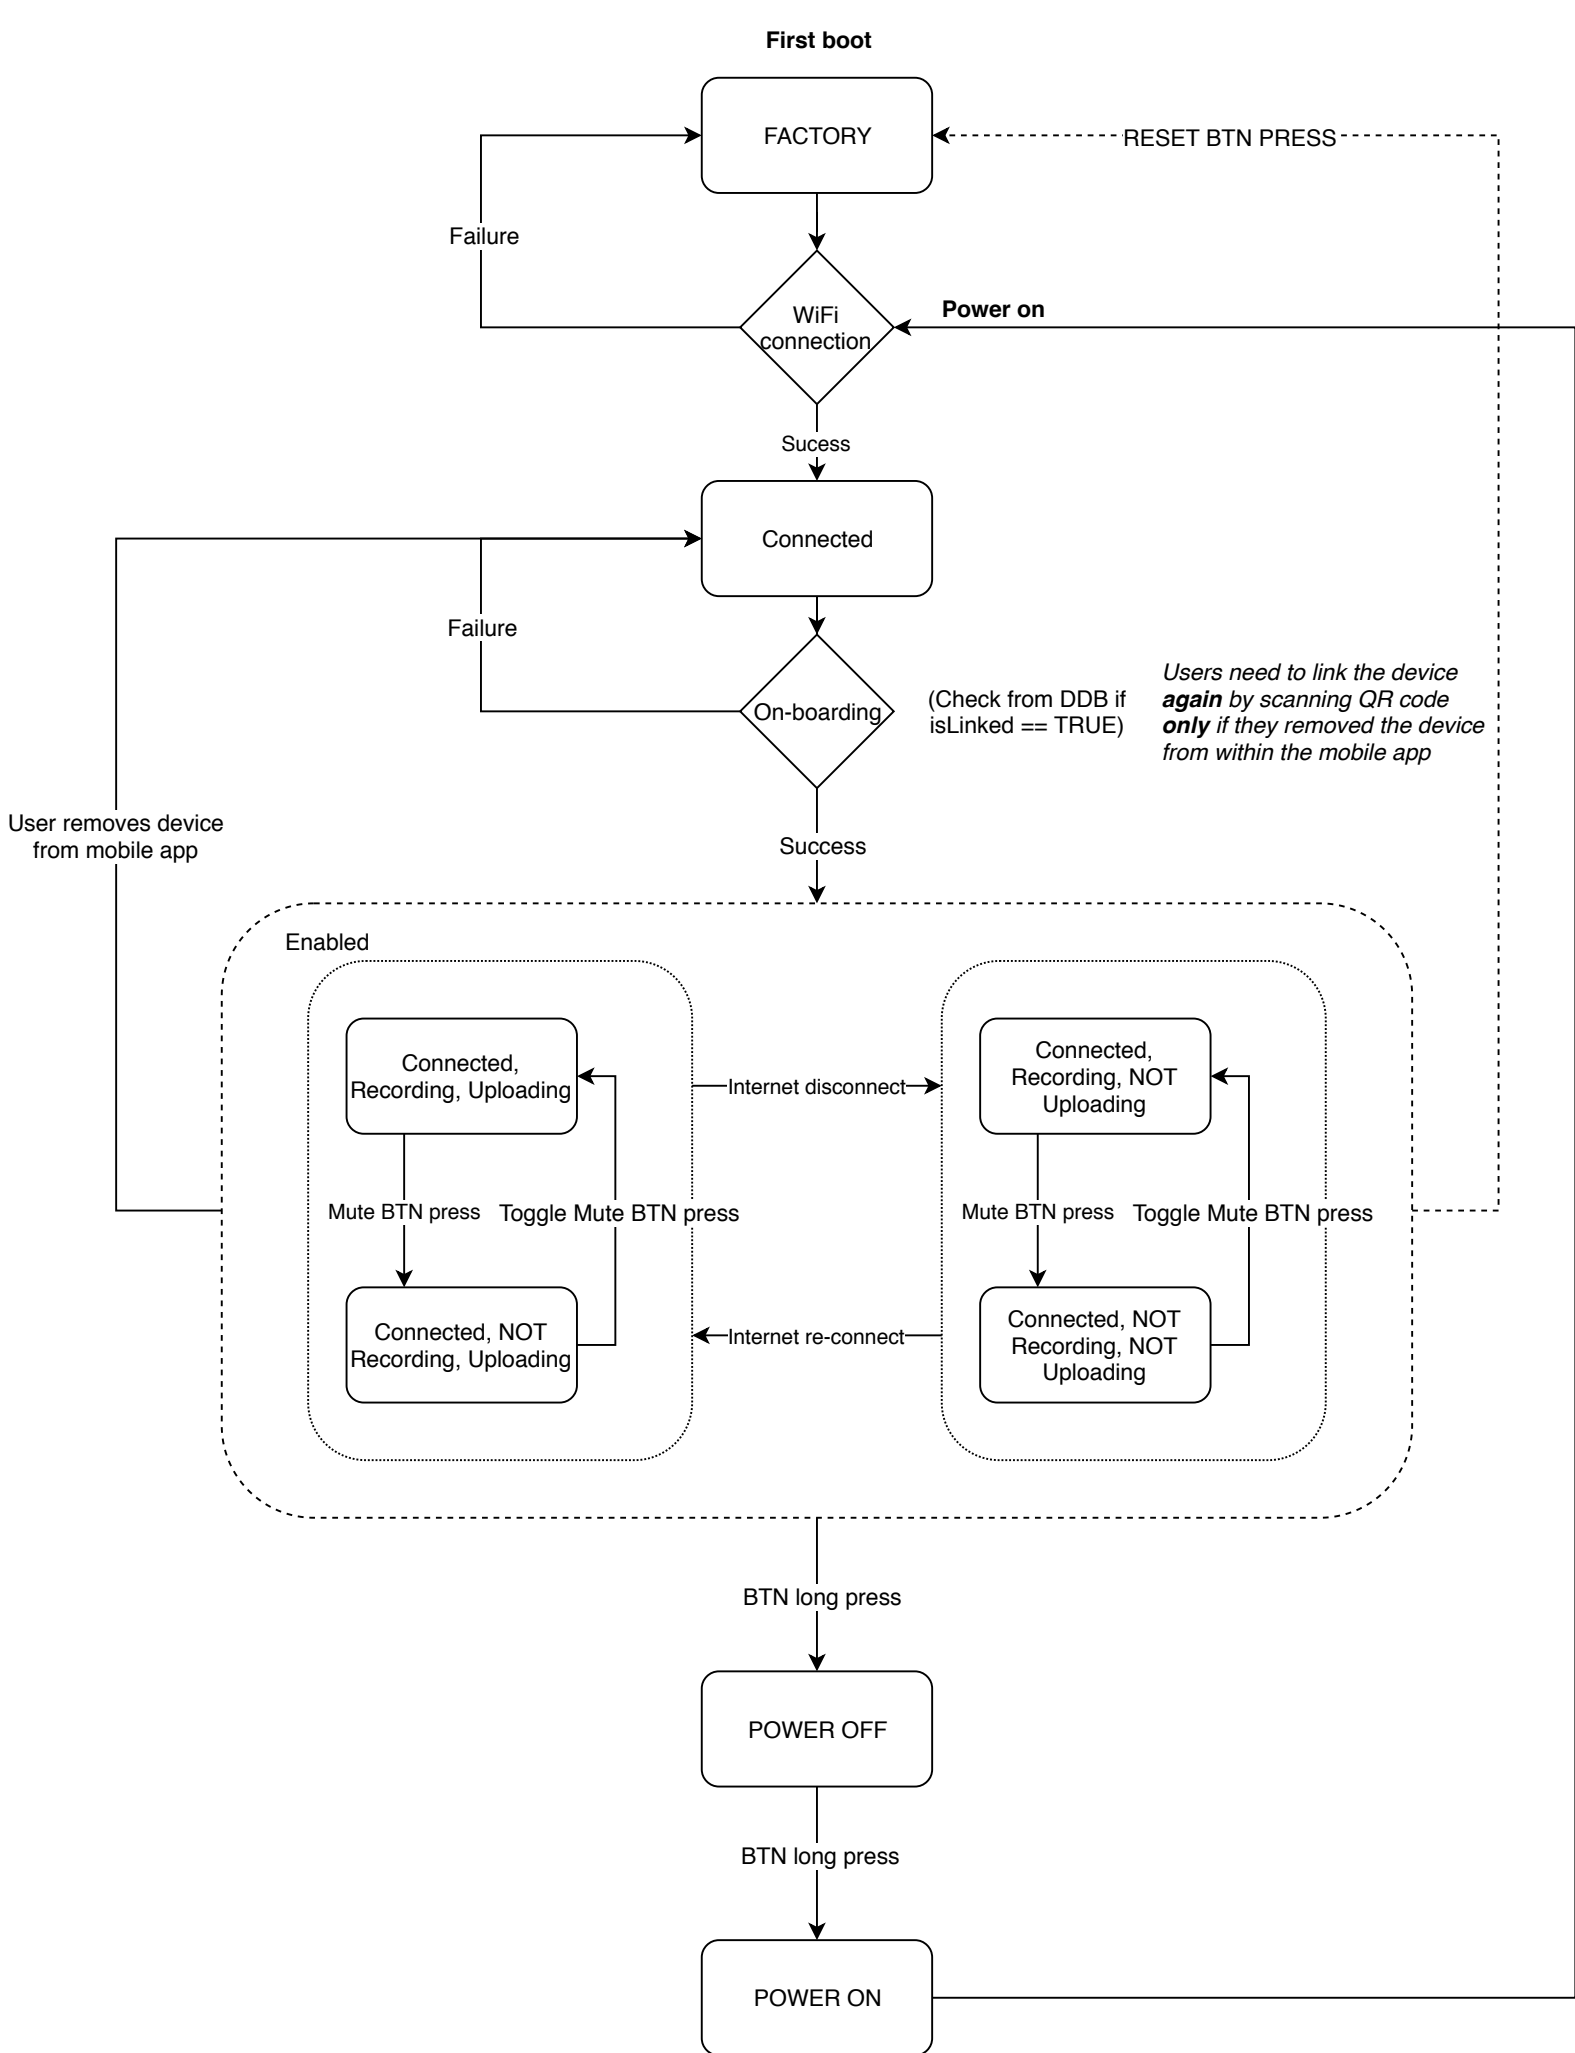 First boot
FACTORY
RESET BTN PRESS
Failure
Power on
WiFi
connection
Sucess
Connected
Failure
On-boarding
(Check from DDB if
isLinked == TRUE)
Users need to link the device
again by scanning QR code
only if they removed the device
from within the mobile app
User removes device
from mobile app
Success
Enabled
Connected,
Recording, Uploading
Internet disconnect
Connected,
Recording, NOT
Uploading
Mute BTN press
Toggle Mute BTN press
Mute BTN press
Toggle Mute BTN press
Connected, NOT
Recording, Uploading
Internet re-connect
Connected, NOT
Recording, NOT
Uploading
BTN long press
POWER OFF
BTN long press
POWER ON